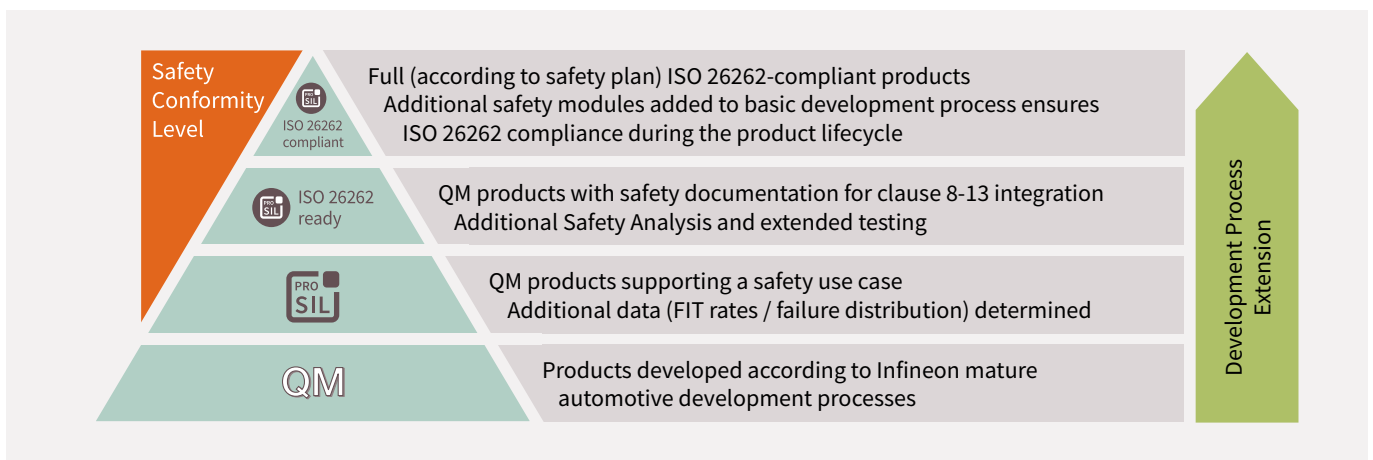 Safety
Conformity
Level
PRO
SIL
ISO 26262
compliant
Full (according to safety plan) ISO 26262-compliant products
Additional safety modules added to basic development process ensures
ISO 26262 compliance during the product lifecycle
PRO
SIL
ISO 26262
ready
QM products with safety documentation for clause 8-13 integration
Additional Safety Analysis and extended testing
PRO
SIL
QM products supporting a safety use case
Additional data (FIT rates / failure distribution) determined
QM
Products developed according to Infineon mature
automotive development processes
Development Process
Extension